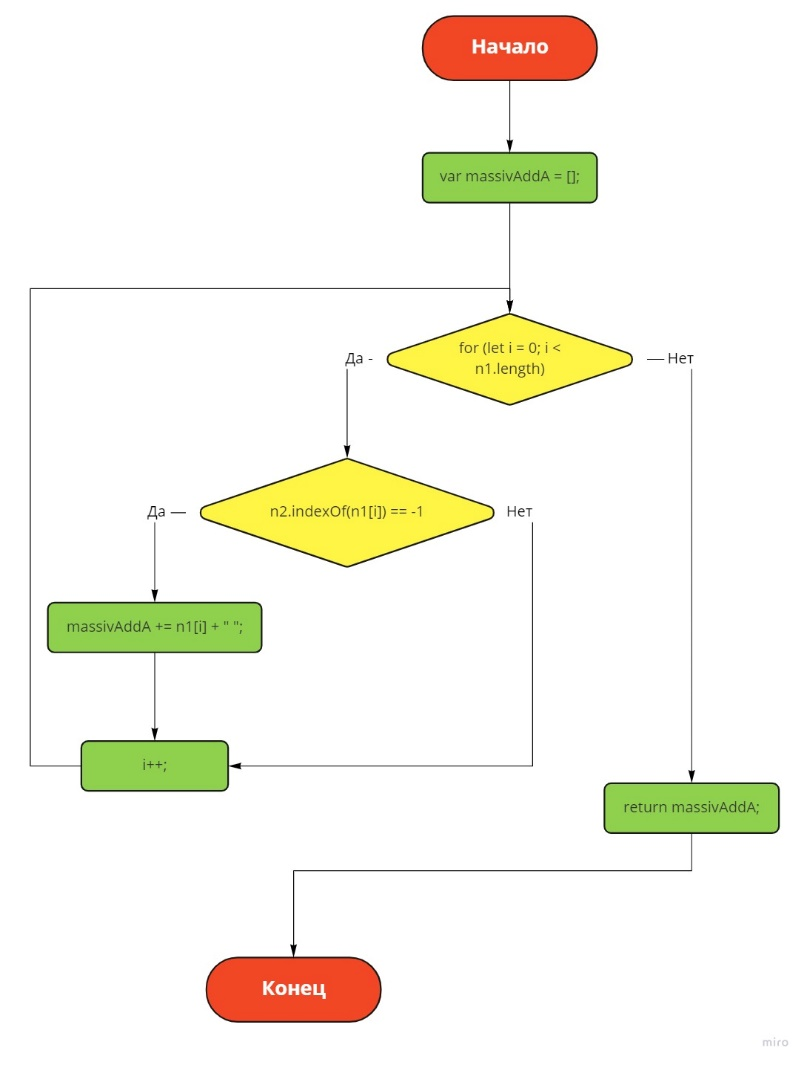 Начало
var massivAddA = [];
for (let i = 0; i <
n1.length)
Да -
— Нет
n2.indexOf(n1[i]) == -1
Да —
Нет
massivAddA += n1[i] + " ";
i++;
return massivAddA;
Конец
miro